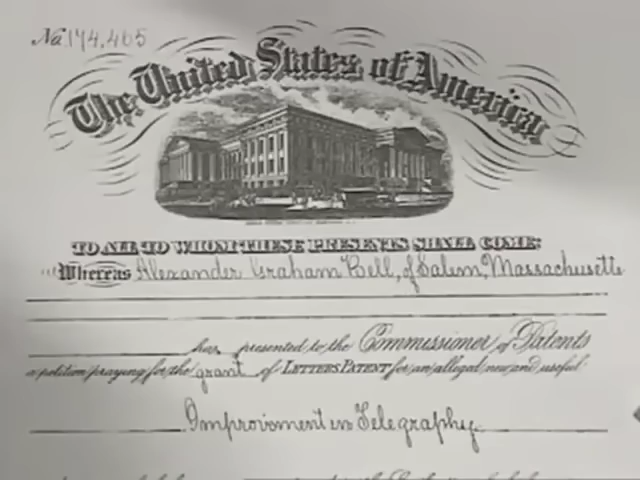 No. 174,465
The United States of America
TO ALL TO WHOM THESE PRESENTS SHALL COME:
Whereas Alexander Graham Bell, of Salem, Massachusetts
has presented to the Commissioner of Patents
a petition praying for the grant of LETTERS PATENT for an alleged new and useful
Improvement in Telegraphy